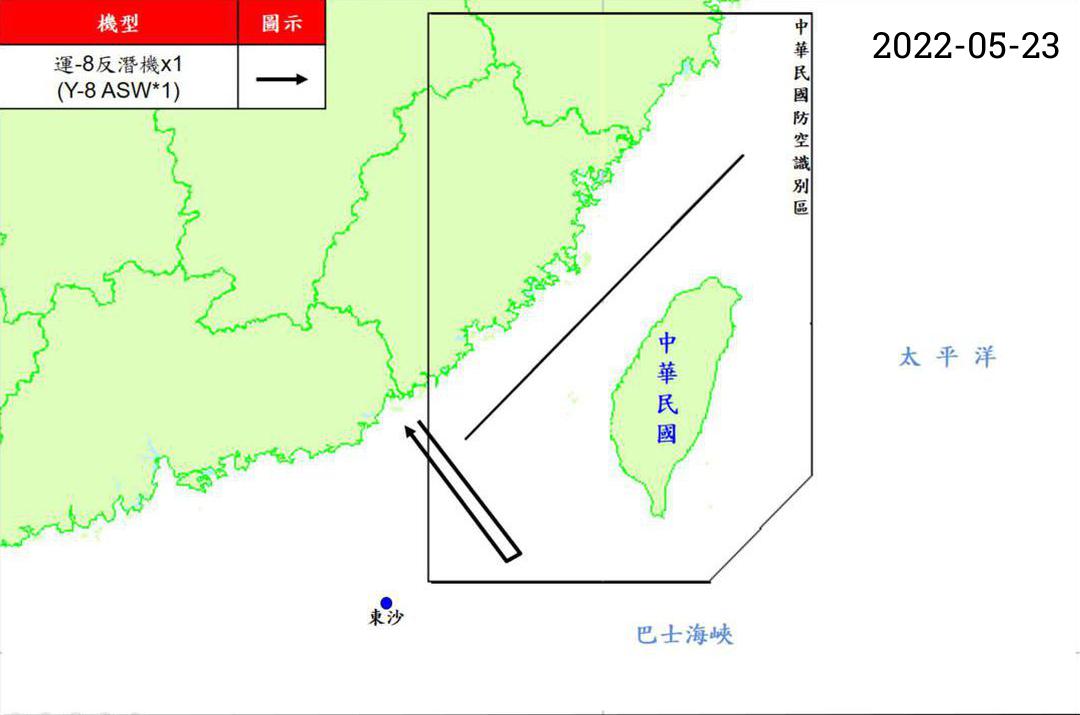 機型 圖示
運-8反潛機x1
(Y-8 ASW*1)
2022-05-23
中華民國防空識別區
中華民國
太平洋
東沙
巴士海峽